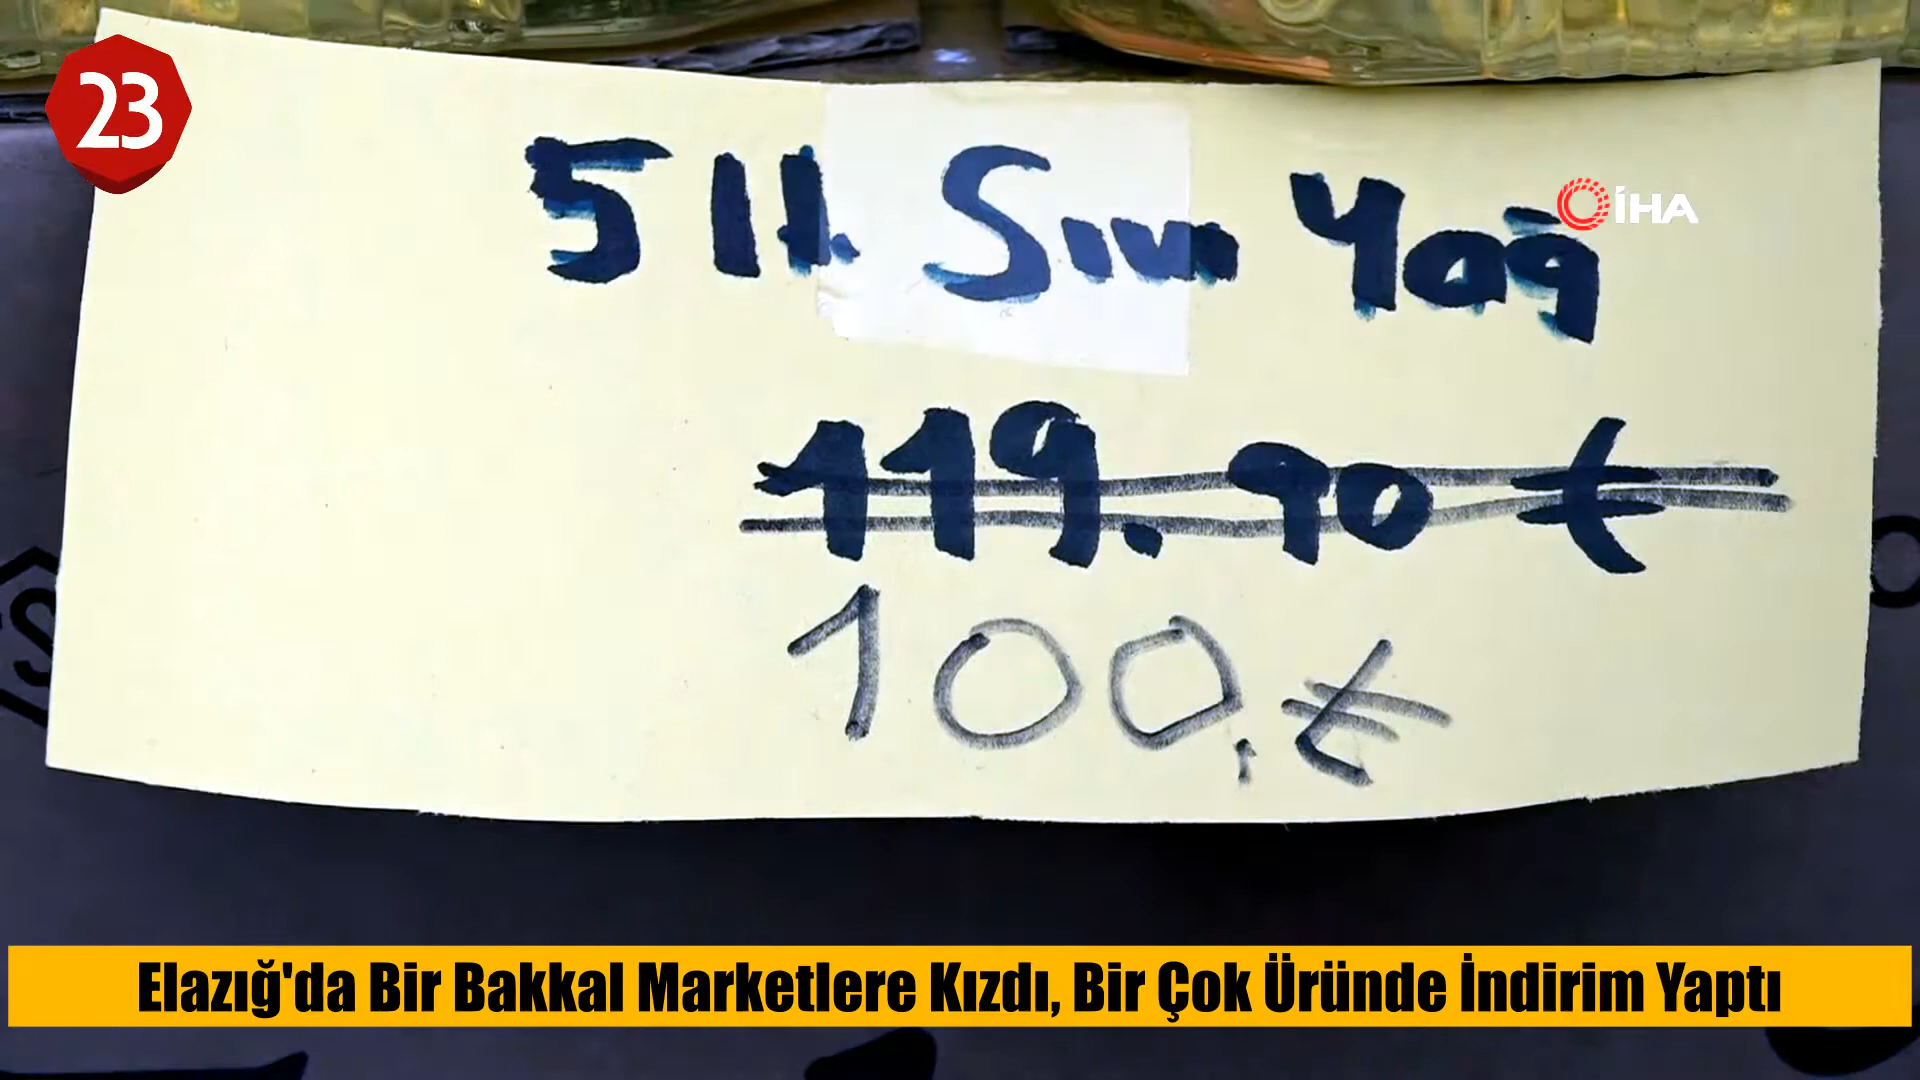 23
5 lt. Sıvı Yağ
İHA
119.90 ₺
100. ₺
Elazığ'da Bir Bakkal Marketlere Kızdı, Bir Çok Üründe İndirim Yaptı